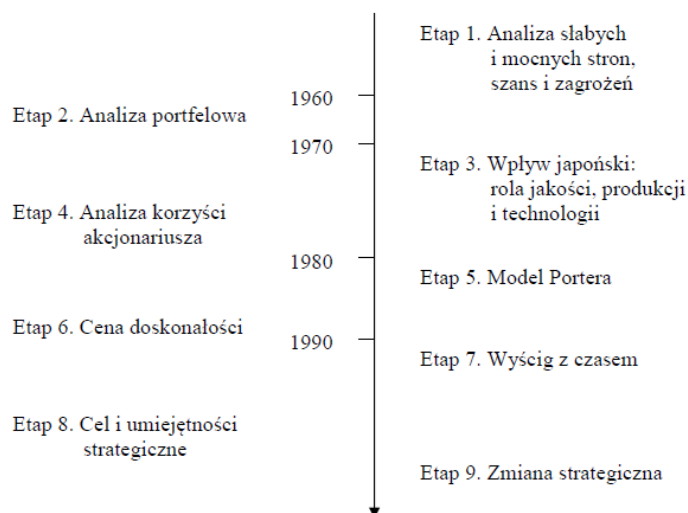 Etap 1. Analiza słabych
i mocnych stron,
szans i zagrożeń
1960
Etap 2. Analiza portfelowa
1970
Etap 3. Wpływ japoński:
rola jakości, produkcji
i technologii
Etap 4. Analiza korzyści
akcjonariusza
1980
Etap 5. Model Portera
Etap 6. Cena doskonałości
1990
Etap 7. Wyścig z czasem
Etap 8. Cel i umiejętności
strategiczne
Etap 9. Zmiana strategiczna